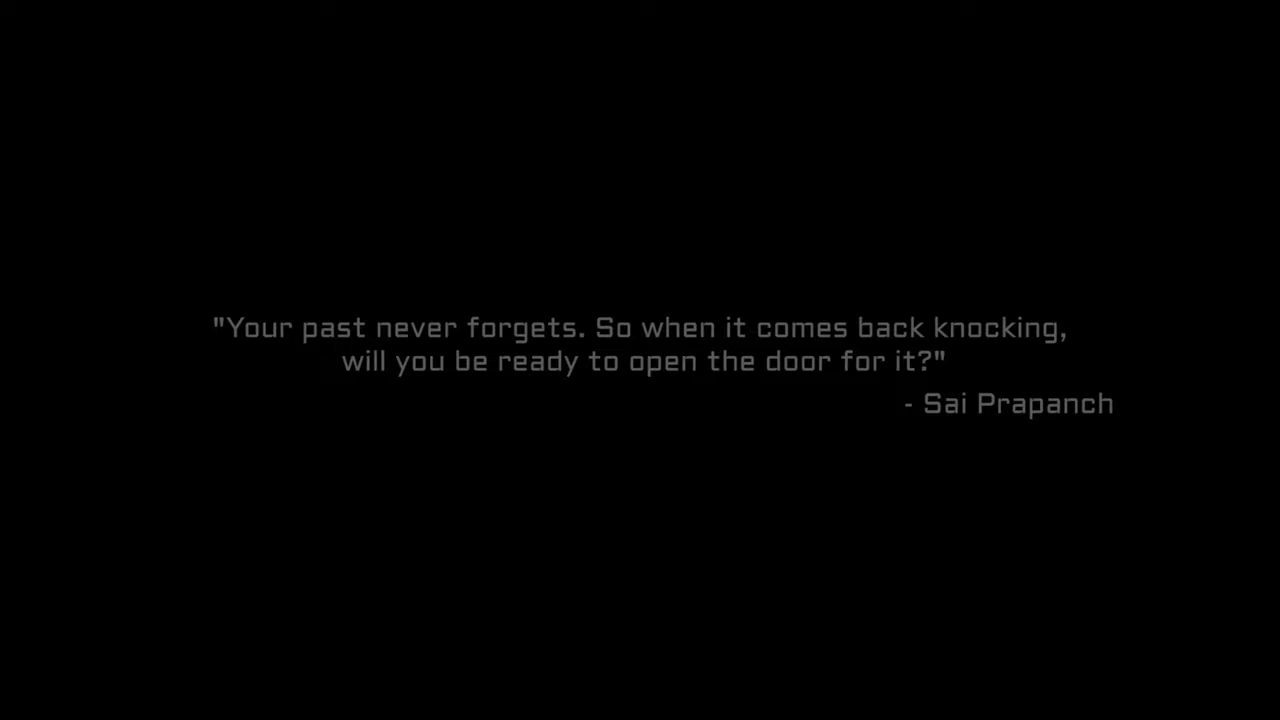 "Your past never forgets. So when it comes back knocking,
will you be ready to open the door for it?"
- Sai Prapanch